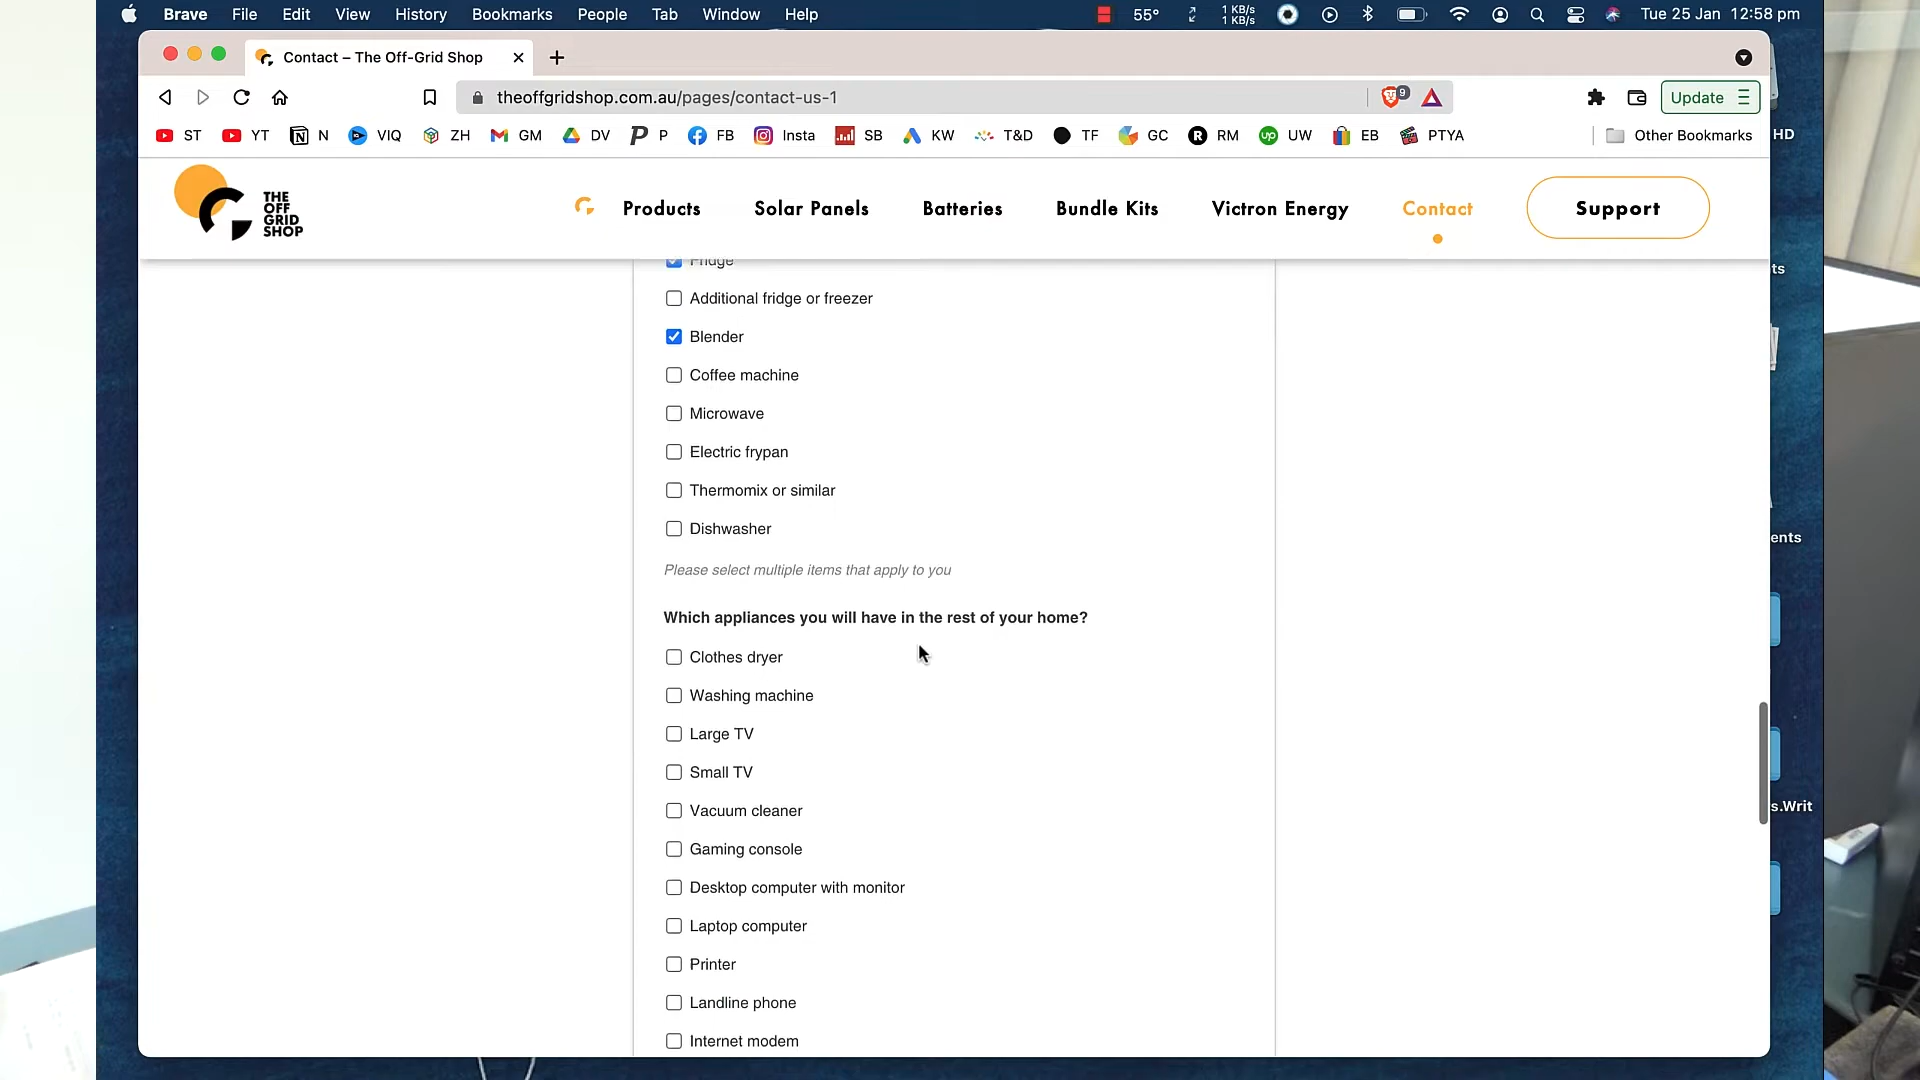 Brave File Edit View History Bookmarks People Tab Window Help 55° 1 KB/s 1 KB/s Tue 25 Jan 12:58 pm
Contact – The Off-Grid Shop
theoffgridshop.com.au/pages/contact-us-1 9 Update
ST YT N VIQ ZH GM DV P FB Insta SB KW T&D TF GC RM UW EB PTYA Other Bookmarks HD
THE
OFF
GRID
SHOP
Products Solar Panels Batteries Bundle Kits Victron Energy Contact Support
Fridge
ts
Additional fridge or freezer
Blender
Coffee machine
Microwave
Electric frypan
Thermomix or similar
Dishwasher
ents
Please select multiple items that apply to you
Which appliances you will have in the rest of your home?
Clothes dryer
Washing machine
Large TV
Small TV
Vacuum cleaner
s.Writ
Gaming console
Desktop computer with monitor
Laptop computer
Printer
Landline phone
Internet modem